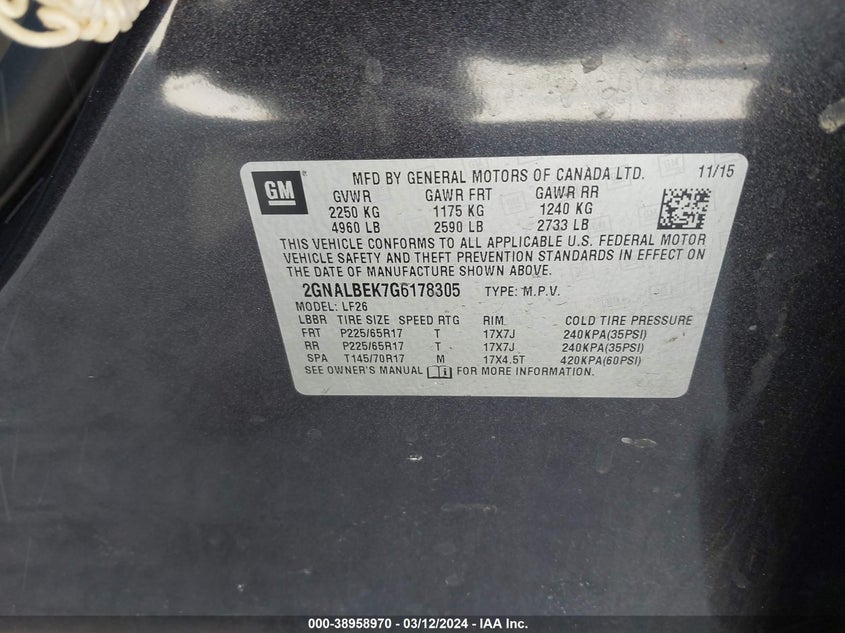 GM
MFD BY GENERAL MOTORS OF CANADA LTD. 11/15
GVWR GAWR FRT GAWR RR
2250 KG 1175 KG 1240 KG
4960 LB 2590 LB 2733 LB
THIS VEHICLE CONFORMS TO ALL APPLICABLE U.S. FEDERAL MOTOR
VEHICLE SAFETY AND THEFT PREVENTION STANDARDS IN EFFECT ON
THE DATE OF MANUFACTURE SHOWN ABOVE.
2GNALBEK7G6178305 TYPE: M.P.V.
MODEL: LF26
LBBR TIRE SIZE SPEED RTG RIM COLD TIRE PRESSURE
FRT P225/65R17 T 17X7J 240KPA(35PSI)
RR P225/65R17 T 17X7J 240KPA(35PSI)
SPA T145/70R17 M 17X4.5T 420KPA(60PSI)
SEE OWNER'S MANUAL FOR MORE INFORMATION.
000-38958970 - 03/12/2024 - IAA Inc.